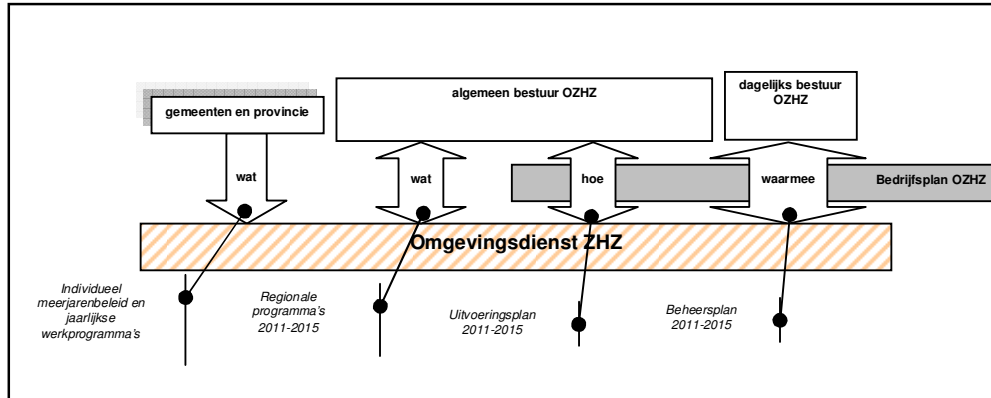 gemeenten en provincie
algemeen bestuur OZHZ
dagelijks bestuur
OZHZ
wat
wat
hoe
waarmee
Bedrijfsplan OZHZ
Omgevingsdienst ZHZ
Individueel
meerjarenbeleid en
jaarlijkse
werkprogramma's
Regionale
programma's
2011-2015
Uitvoeringsplan
2011-2015
Beheersplan
2011-2015